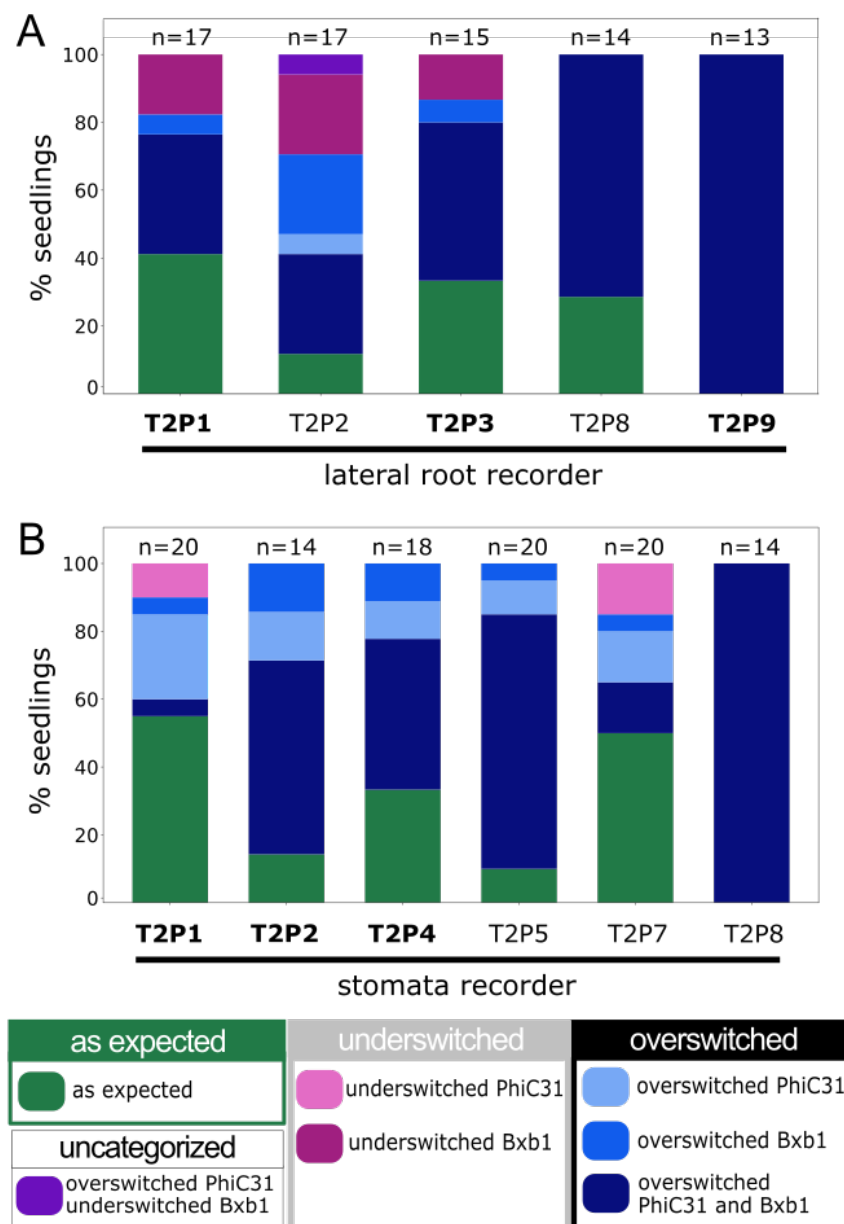 A
n=17 n=17 n=15 n=14 n=13
100
80
60
40
20
0
% seedlings
T2P1 T2P2 T2P3 T2P8 T2P9
lateral root recorder
B
n=20 n=14 n=18 n=20 n=20 n=14
100
80
60
40
20
0
% seedlings
T2P1 T2P2 T2P4 T2P5 T2P7 T2P8
stomata recorder
as expected
as expected
uncategorized
overswitched PhiC31
underswitched Bxb1
underswitched
underswitched PhiC31
underswitched Bxb1
overswitched
overswitched PhiC31
overswitched Bxb1
overswitched
PhiC31 and Bxb1